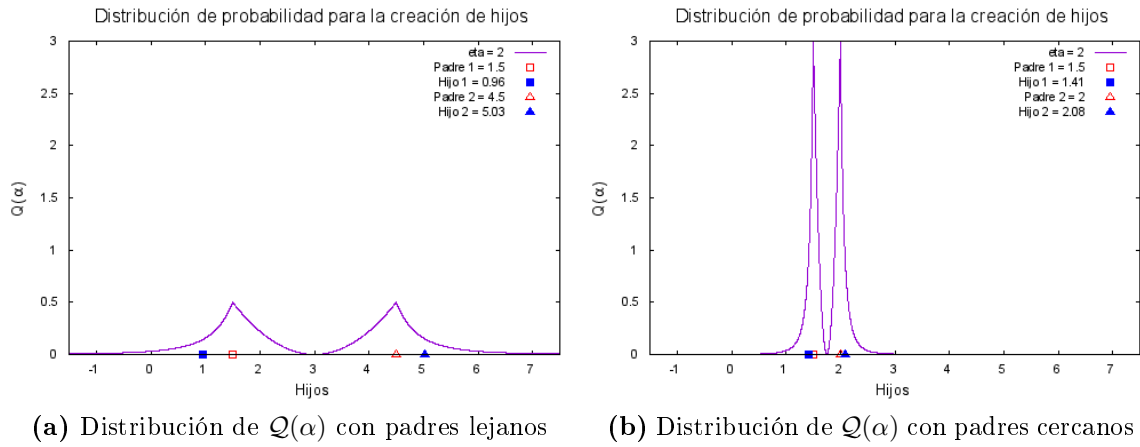 Distribución de probabilidad para la creación de hijos
Q(α)
3
2.5
2
1.5
1
0.5
0
-1 0 1 2 3 4 5 6 7
Hijos
eta = 2
Padre 1 = 1.5
Hijo 1 = 0.96
Padre 2 = 4.5
Hijo 2 = 5.03
(a) Distribución de Q(α) con padres lejanos
Distribución de probabilidad para la creación de hijos
Q(α)
3
2.5
2
1.5
1
0.5
0
-1 0 1 2 3 4 5 6 7
Hijos
eta = 2
Padre 1 = 1.5
Hijo 1 = 1.41
Padre 2 = 2
Hijo 2 = 2.08
(b) Distribución de Q(α) con padres cercanos